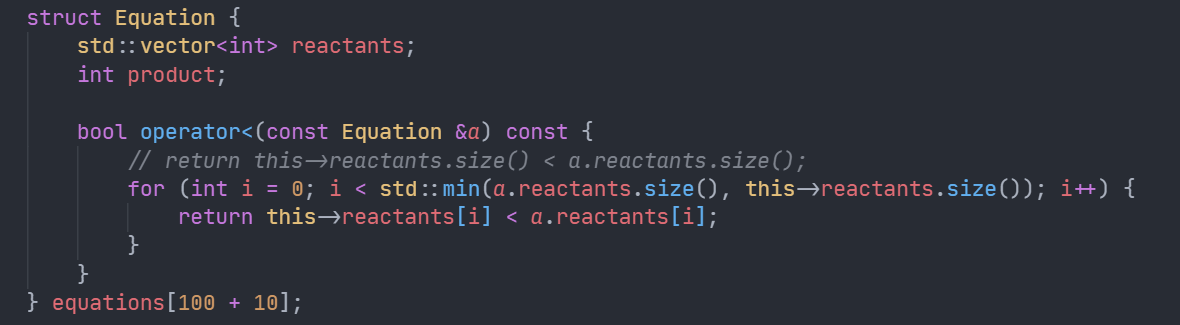 struct Equation {
    std::vector<int> reactants;
    int product;

    bool operator<(const Equation &a) const {
        // return this->reactants.size() < a.reactants.size();
        for (int i = 0; i < std::min(a.reactants.size(), this->reactants.size()); i++) {
            return this->reactants[i] < a.reactants[i];
        }
    }
} equations[100 + 10];